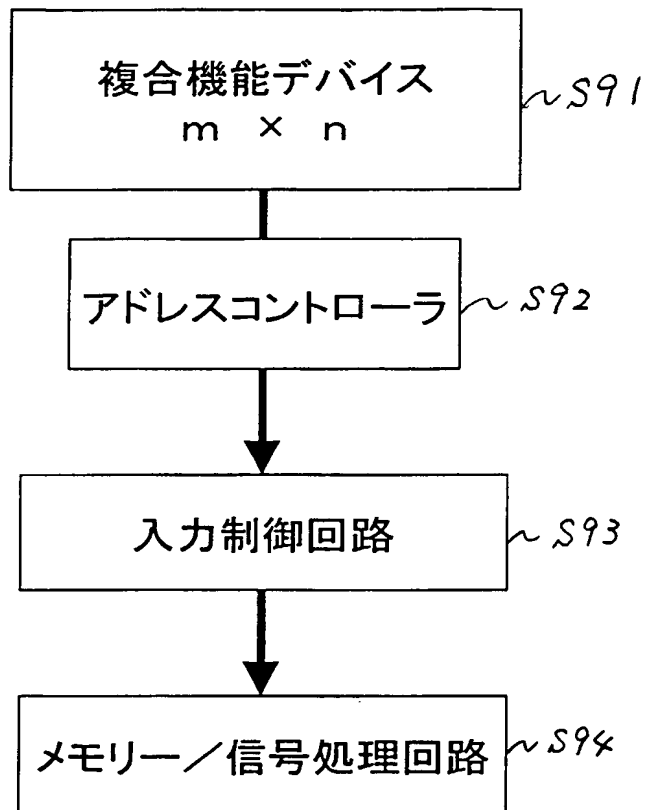 複合機能デバイス
m × n
S91
アドレスコントローラ
S92
入力制御回路
S93
メモリー/信号処理回路
S94